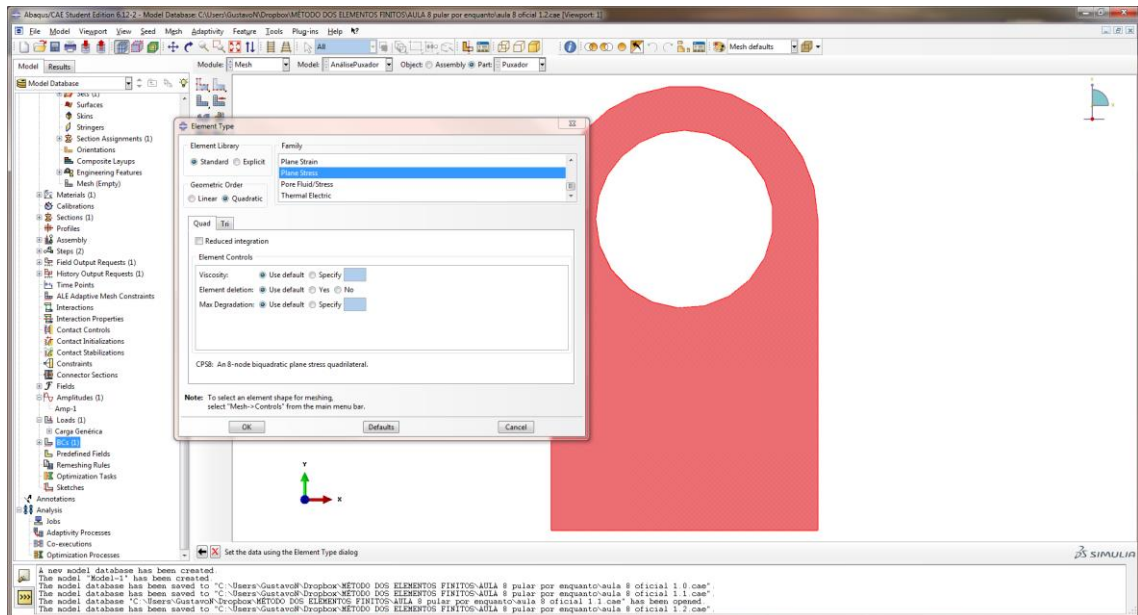 Abaqus/CAE Student Edition 6.12-2 - Model Database: C:\Users\GustavoN\Dropbox\MÉTODO DOS ELEMENTOS FINITOS\AULA 8 pular por enquanto\aula 8 oficial 1.2.cae [Viewport: 1]
File Model Viewport View Seed Mesh Adaptivity Feature Tools Plug-ins Help
All Mesh defaults
Model Results Module: Mesh Model: AnálisePuxador Object: Assembly Part: Puxador
Model Database
Sets (1)
Surfaces
Skins
Stringers
Section Assignments (1)
Orientations
Composite Layups
Engineering Features
Mesh (Empty)
Materials (1)
Calibrations
Sections (1)
Profiles
Assembly
Steps (2)
Field Output Requests (1)
History Output Requests (1)
Time Points
ALE Adaptive Mesh Constraints
Interactions
Interaction Properties
Contact Controls
Contact Initializations
Contact Stabilizations
Constraints
Connector Sections
Fields
Amplitudes (1)
Amp-1
Loads (1)
Carga Genérica
BCs (1)
Predefined Fields
Remeshing Rules
Optimization Tasks
Sketches
Annotations
Analysis
Jobs
Adaptivity Processes
Co-executions
Optimization Processes
Element Type
Element Library
Standard Explicit
Geometric Order
Linear Quadratic
Family
Plane Strain
Plane Stress
Pore Fluid/Stress
Thermal Electric
Quad Tri
Reduced integration
Element Controls
Viscosity: Use default Specify
Element deletion: Use default Yes No
Max Degradation: Use default Specify
CPS8: An 8-node biquadratic plane stress quadrilateral.
Note: To select an element shape for meshing,
select "Mesh->Controls" from the main menu bar.
OK Defaults Cancel
Y
X
Set the data using the Element Type dialog
SIMULIA
A new model database has been created.
The model "Model-1" has been created.
The model database has been saved to "C:\Users\GustavoN\Dropbox\MÉTODO DOS ELEMENTOS FINITOS\AULA 8 pular por enquanto\aula 8 oficial 1.0.cae".
The model database has been saved to "C:\Users\GustavoN\Dropbox\MÉTODO DOS ELEMENTOS FINITOS\AULA 8 pular por enquanto\aula 8 oficial 1.1.cae".
The model database "C:\Users\GustavoN\Dropbox\MÉTODO DOS ELEMENTOS FINITOS\AULA 8 pular por enquanto\aula 8 oficial 1.1.cae" has been opened.
The model database has been saved to "C:\Users\GustavoN\Dropbox\MÉTODO DOS ELEMENTOS FINITOS\AULA 8 pular por enquanto\aula 8 oficial 1.2.cae".